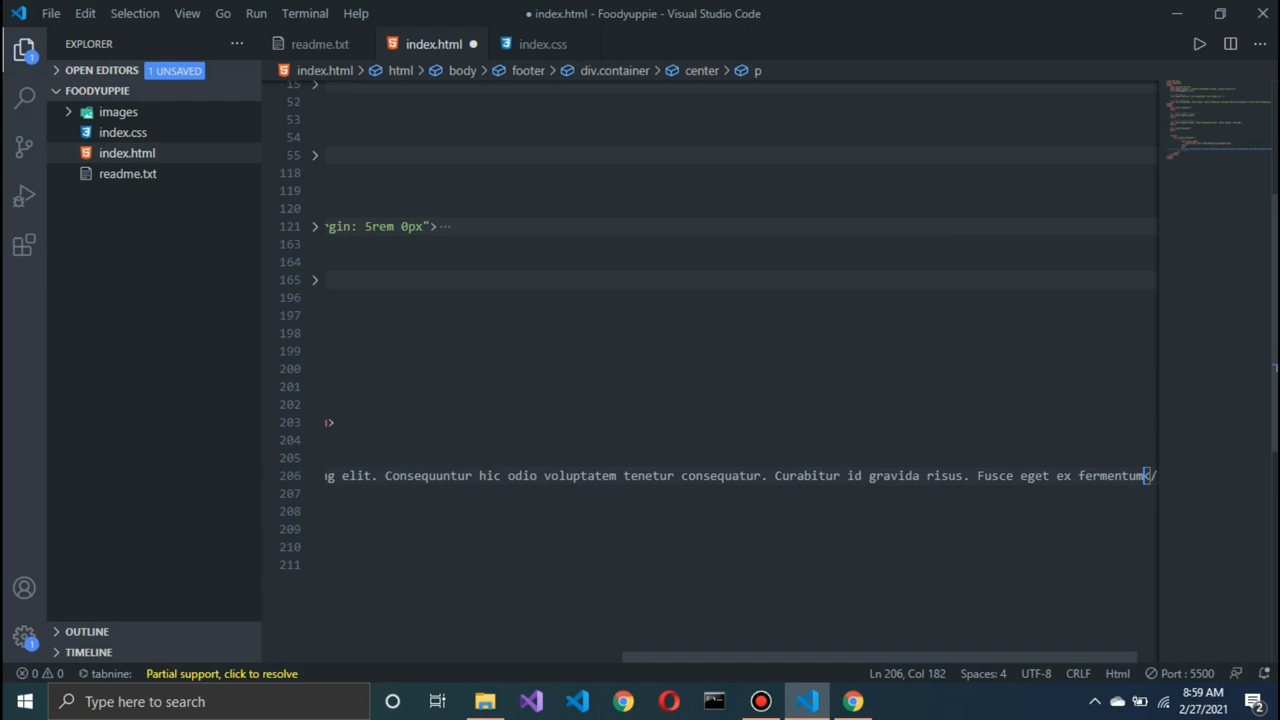 File Edit Selection View Go Run Terminal Help
● index.html - Foodyuppie - Visual Studio Code
EXPLORER
readme.txt index.html index.css
OPEN EDITORS 1 UNSAVED
index.html > html > body > footer > div.container > center > p
FOODYUPPIE
images
index.css
index.html
readme.txt
15
52
53
54
55
118
119
120
121 rgin: 5rem 0px">
163
164
165
196
197
198
199
200
201
202
203 >
204
205
206 g elit. Consequuntur hic odio voluptatem tenetur consequatur. Curabitur id gravida risus. Fusce eget ex fermentum</
207
208
209
210
211
OUTLINE
TIMELINE
0 0 tabnine: Partial support, click to resolve
Ln 206, Col 182 Spaces: 4 UTF-8 CRLF Html Port : 5500
Type here to search
8:59 AM
2/27/2021
1
1
2